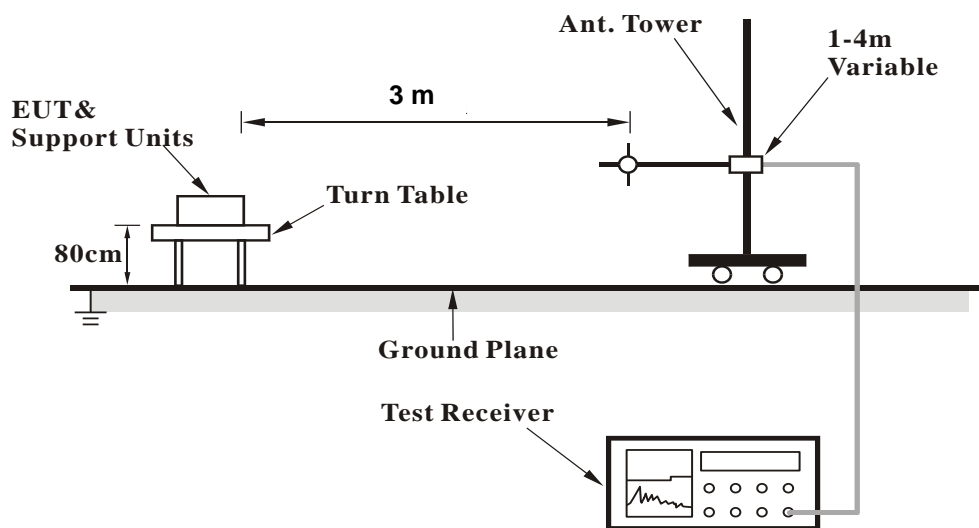 Ant. Tower
1-4m
Variable
3 m
EUT&
Support Units
Turn Table
80cm
Ground Plane
Test Receiver